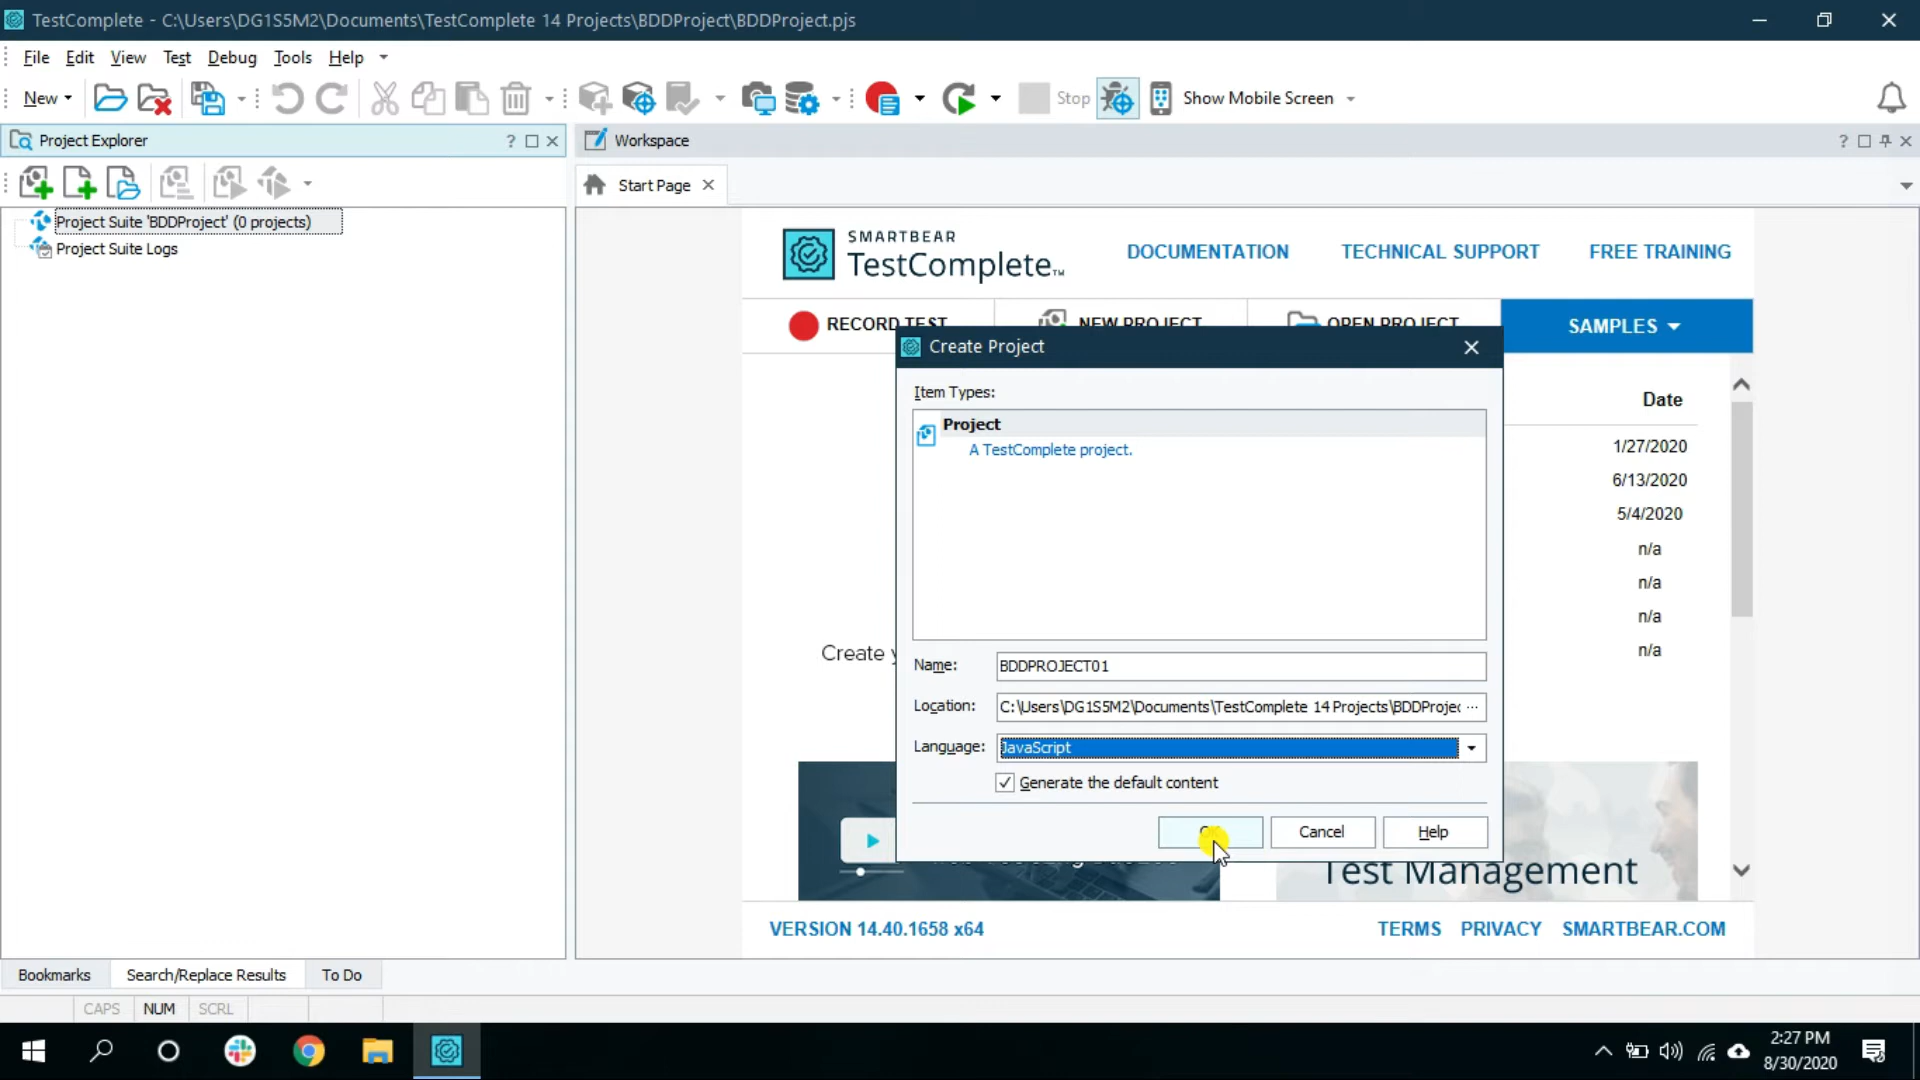 TestComplete - C:\Users\DG1S5M2\Documents\TestComplete 14 Projects\BDDProject\BDDProject.pjs
File Edit View Test Debug Tools Help
New Stop Show Mobile Screen
Project Explorer ?
Workspace ?
Start Page
Project Suite 'BDDProject' (0 projects)
Project Suite Logs
SMARTBEAR
TestComplete™
DOCUMENTATION TECHNICAL SUPPORT FREE TRAINING
RECORD TEST NEW PROJECT OPEN PROJECT SAMPLES
Create Project
Item Types:
Project
A TestComplete project.
Date
1/27/2020
6/13/2020
5/4/2020
n/a
n/a
n/a
n/a
Create
Name: BDDPROJECT01
Location: C:\Users\DG1S5M2\Documents\TestComplete 14 Projects\BDDProjec ...
Language: JavaScript
Generate the default content
OK Cancel Help
Test Management
VERSION 14.40.1658 x64
TERMS PRIVACY SMARTBEAR.COM
Bookmarks Search/Replace Results To Do
CAPS NUM SCRL
2:27 PM
8/30/2020